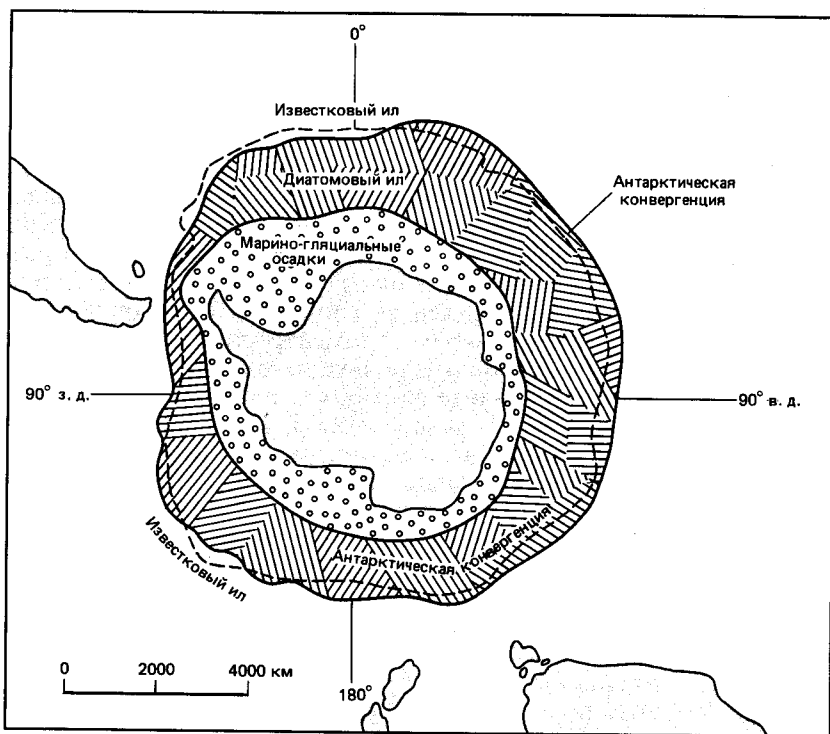 0°
Известковый ил
Диатомовый ил
Антарктическая
конвергенция
Марино-гляциальные
осадки
90° з. д.
90° в. д.
Известковый ил
Антарктическая конвергенция
0 2000 4000 км
180°